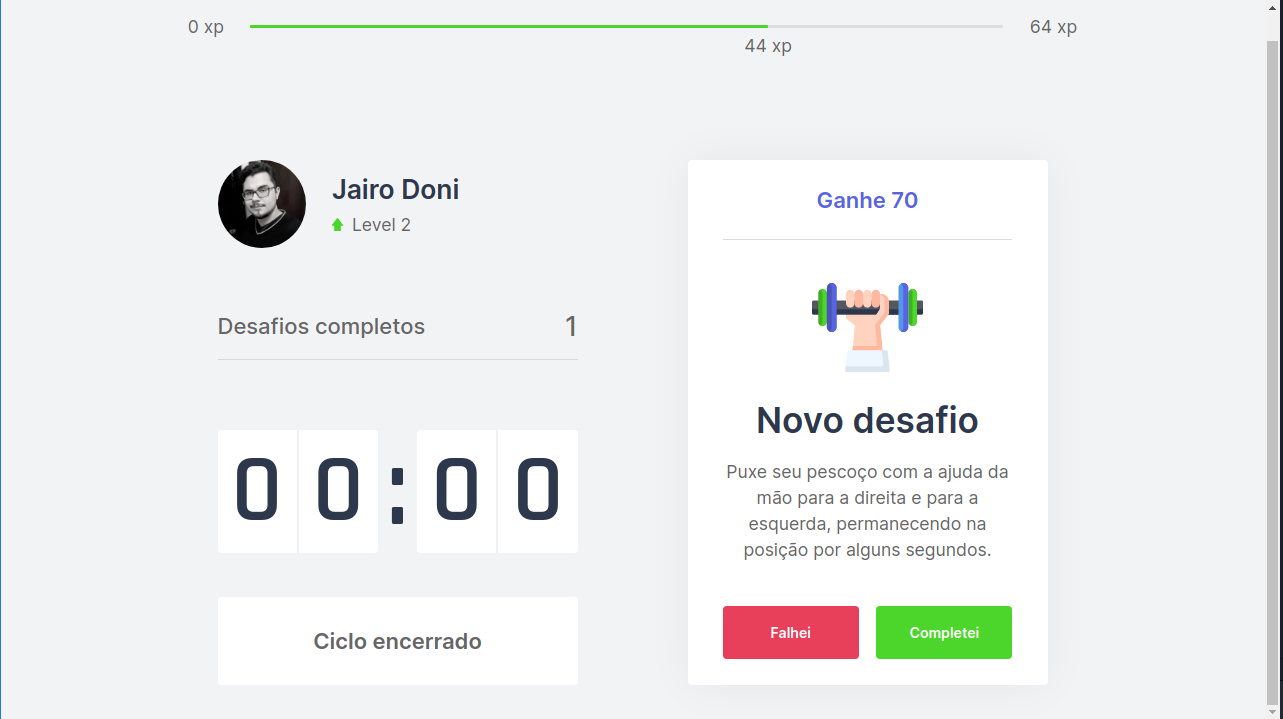 0 xp
64 xp
44 xp
Jairo Doni
Level 2
Desafios completos
1
00:00
Ciclo encerrado
Ganhe 70
Novo desafio
Puxe seu pescoço com a ajuda da
mão para a direita e para a
esquerda, permanecendo na
posição por alguns segundos.
Falhei
Completei